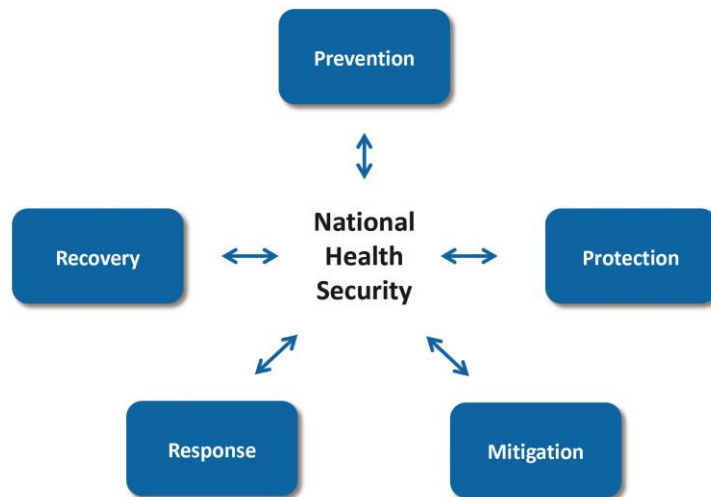 Prevention
National
Health
Security
Recovery
Protection
Response
Mitigation